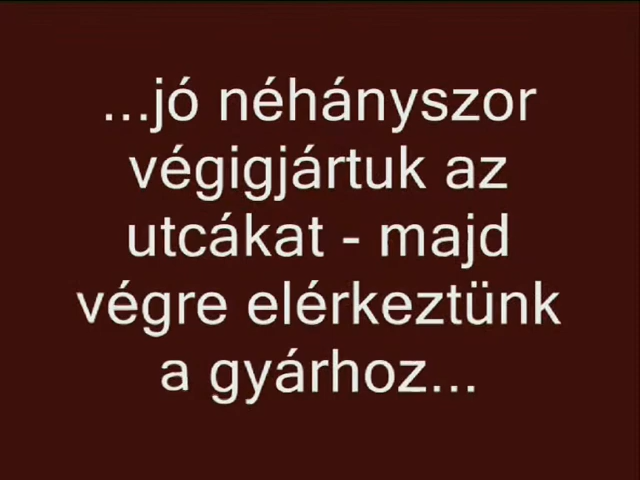 ...jó néhányszor
végigjártuk az
utcákat - majd
végre elérkeztünk
a gyárhoz...